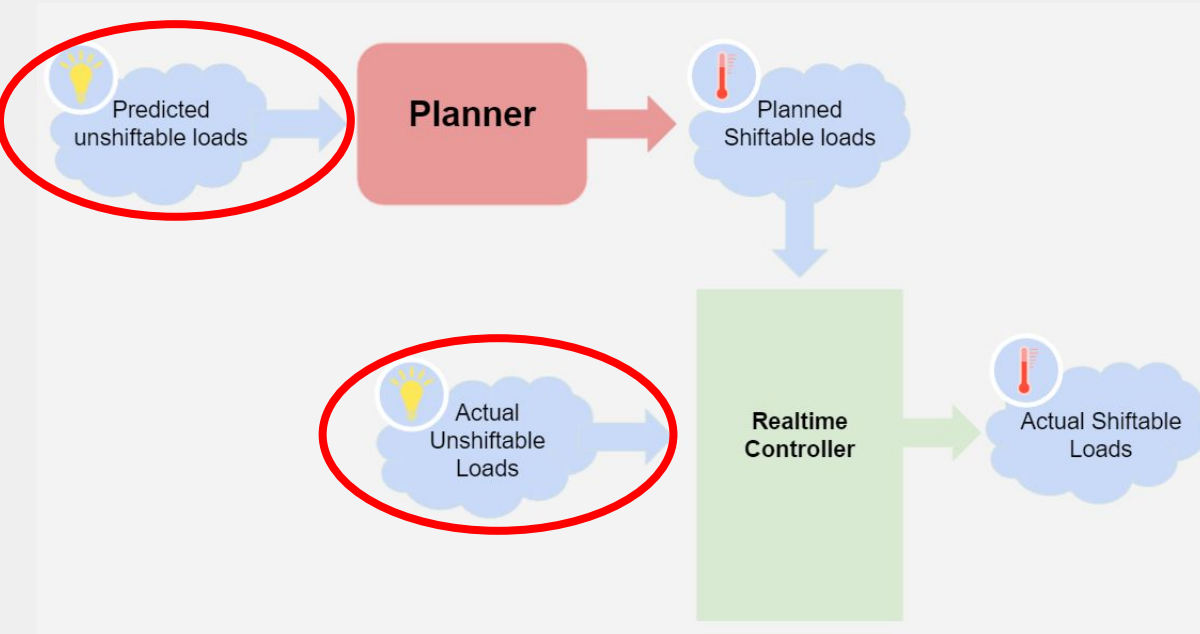 Predicted
unshiftable loads
Planner
Planned
Shiftable loads
Actual
Unshiftable
Loads
Realtime
Controller
Actual Shiftable
Loads